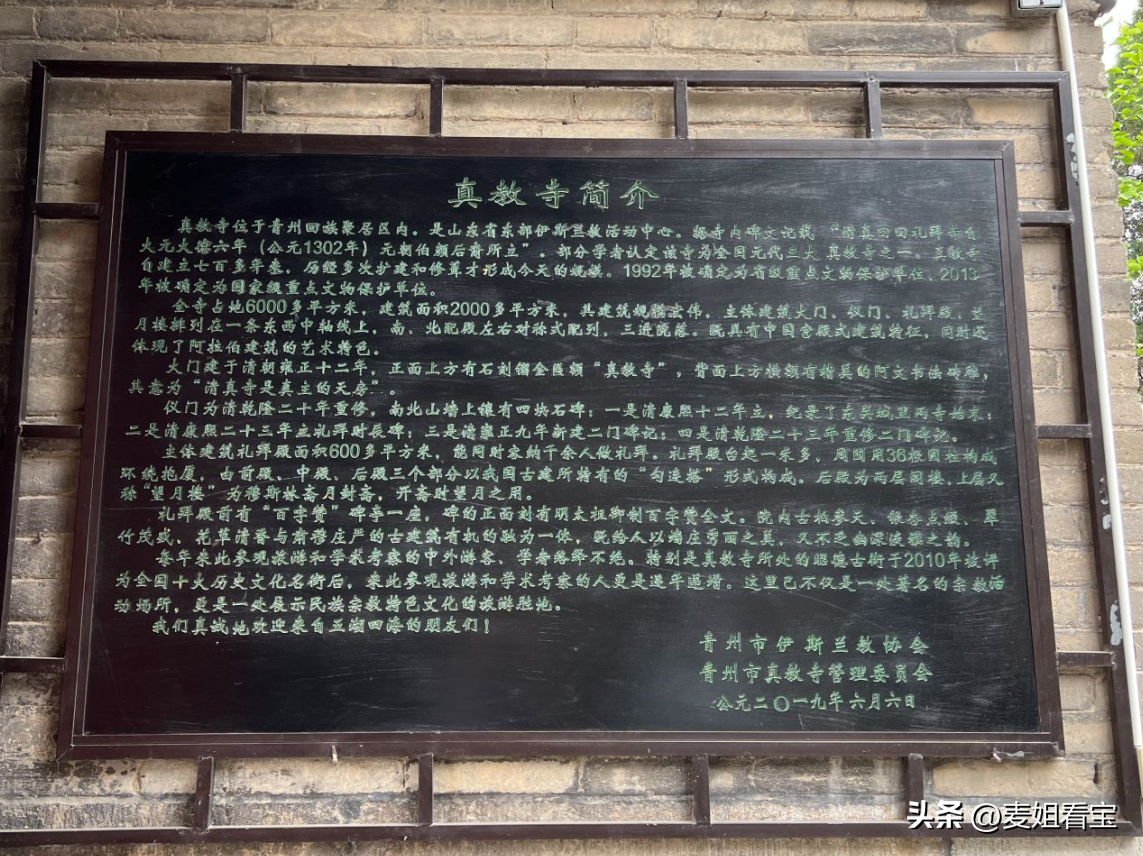 真教寺简介
真教寺位于青州回族聚居区内。是山东省东部伊斯兰教活动中心。据寺内碑文记载“清真回回礼拜寺自
大元大德六年（公元1302年）元朝伯颜后裔所立”。部分学者认定该寺为全国元代三大真教寺之一。真教寺
自建立七百多年来，历经多次扩建和修葺才形成今天的规模。1992年被确定为省级重点文物保护单位，2013
年被确定为国家级重点文物保护单位。
全寺占地6000多平方米，建筑面积2000多平方米，其建筑规模宏伟，主体建筑大门、仪门、礼拜殿、望
月楼排列在一条东西中轴线上，南、北配殿左右对称式配列，三进院落。既具有中国宫殿式建筑特征，同时还
体现了阿拉伯建筑的艺术特色。
大门建于清朝雍正十二年，正面上方有石刻镏金匾额“真教寺”，背面上方横额有精美的阿文书法砖雕，
其意为“清真寺是真主的天房”。
仪门为清乾隆二十年重修，南北山墙上镶有四块石碑；一是清康熙十二年立，纪录了东关城里两寺始末；
二是清康熙二十三年立礼拜时辰碑；三是清雍正九年新建二门碑记；四是清乾隆二十三年重修二门碑记。
主体建筑礼拜殿面积600多平方米，能同时容纳千余人做礼拜。礼拜殿台起一米多，周围用36根圆柱构成
环绕抱厦，由前殿、中殿、后殿三个部分以我国古建所特有的“勾连搭”形式构成。后殿为两层阁楼，上层又
称“望月楼”为穆斯林斋月封斋，开斋时望月之用。
礼拜殿前有“百字赞”碑亭一座，碑的正面刻有明太祖御制百字赞全文。院内古柏参天、银杏点缀、翠
竹茂盛，花草清香与肃穆庄严的古建筑有机的融为一体，既给人以端庄秀丽之美，又不乏幽深淡雅之韵。
每年来此参观旅游和学术考察的中外游客、学者络绎不绝，特别是真教寺所处的昭德古街于2010年被评
为全国十大历史文化名街后，来此参观旅游和学术考察的人更是逐年递增。这里已不仅是一处著名的宗教活
动场所，更是一处展示民族宗教特色文化的旅游胜地。
我们真诚地欢迎来自五湖四海的朋友们！
青州市伊斯兰教协会
青州市真教寺管理委员会
公元二〇一九年六月六日
头条 @麦姐看宝